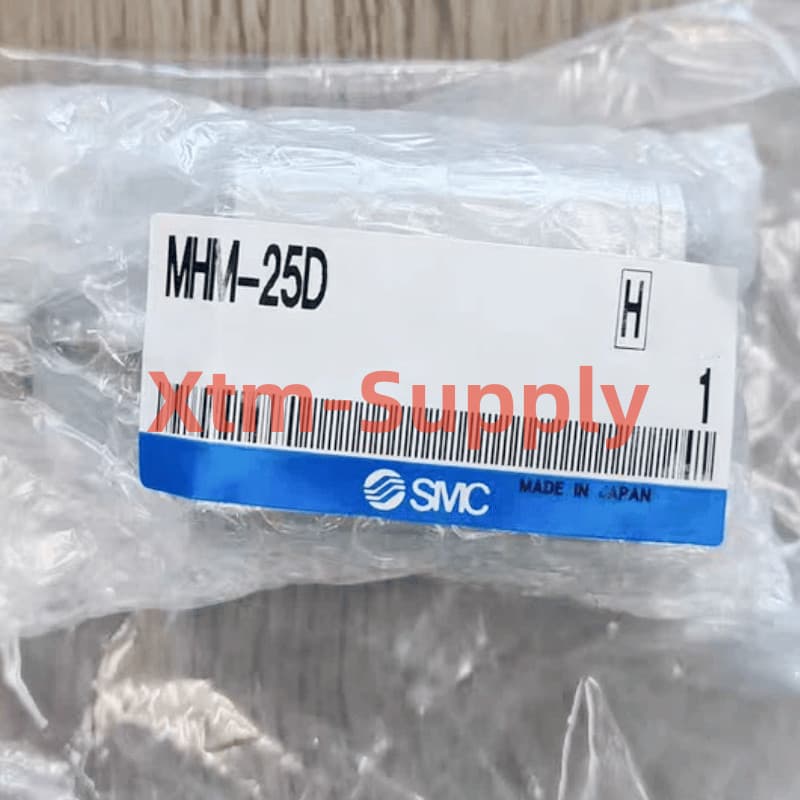 MHM-25D
H
1
Xtm-Supply
SMC
MADE IN JAPAN